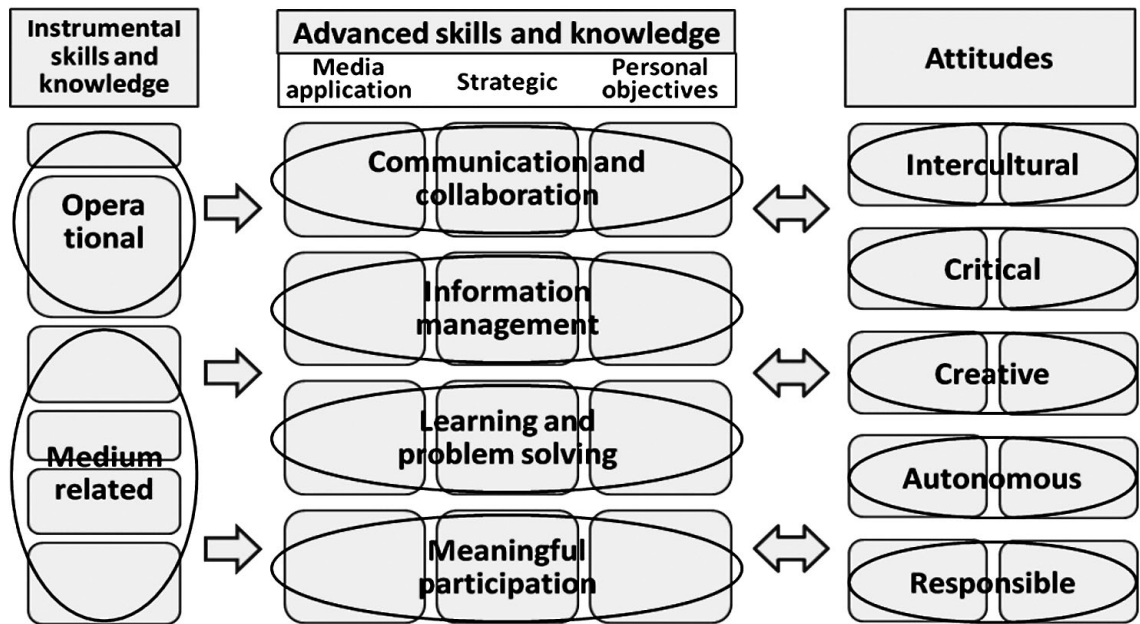 Instrumental
skills and
knowledge
Opera
tional
Medium
related
Advanced skills and knowledge
Media
application
Strategic
Personal
objectives
Communication and
collaboration
Information
management
Learning and
problem solving
Meaningful
participation
Attitudes
Intercultural
Critical
Creative
Autonomous
Responsible